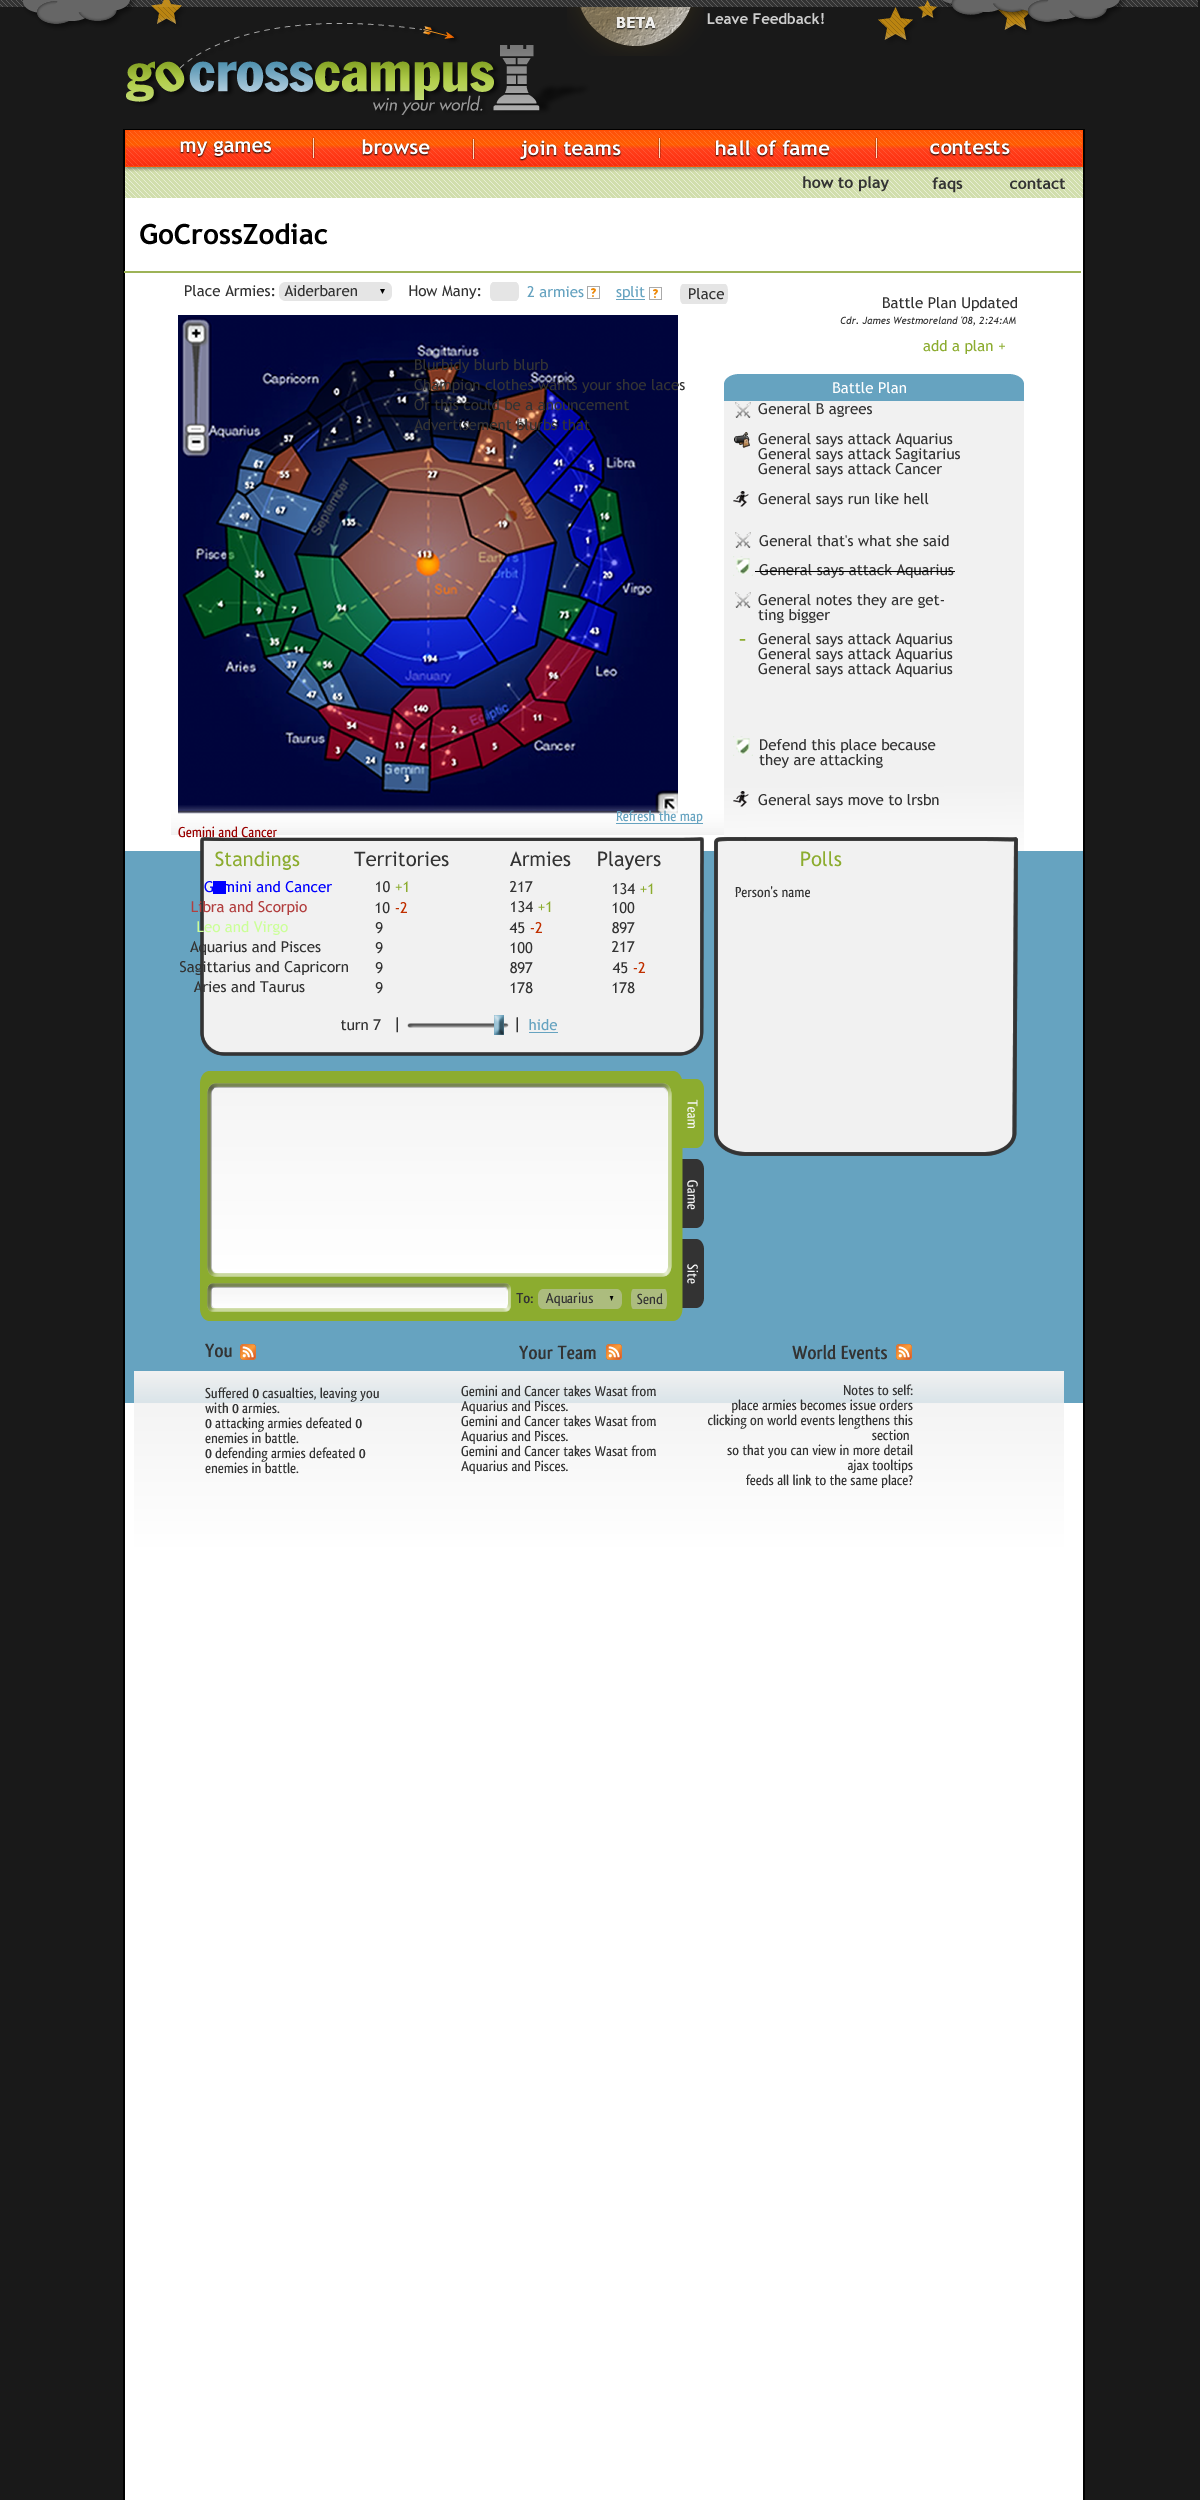 BETA
Leave Feedback!
gocrosscampus
win your world.
my games
browse
join teams
hall of fame
contests
how to play
faqs
contact
GoCrossZodiac
Place Armies:
Aiderbaren
How Many:
2 armies ?
split ?
Place
Battle Plan Updated
Cdr. James Westmoreland '08, 2:24:AM
add a plan +
Sagittarius
Capricorn
Scorpio
Blurbidy blurb blurb
Champion clothes wants your shoe laces
Or this could be a anouncement
Advertisement blurbs that
Aquarius
Libra
Pisces
Virgo
Aries
Leo
Taurus
Cancer
Gemini
September
May
Earth's
Orbit
Sun
January
Ecliptic
0
8
14
20
4
2
58
57
34
67
55
52
49
67
41
5
17
16
1
20
27
135
19
113
94
3
194
36
4
9
7
35
14
37
56
47
65
73
43
96
140
54
2
11
13
4
5
3
24
3
3
Refresh the map
Gemini and Cancer
Battle Plan
General B agrees
General says attack Aquarius
General says attack Sagitarius
General says attack Cancer
General says run like hell
General that's what she said
General says attack Aquarius
General notes they are get-
ting bigger
- General says attack Aquarius
General says attack Aquarius
General says attack Aquarius
Defend this place because
they are attacking
General says move to lrsbn
Standings Territories Armies Players
Gemini and Cancer 10 +1 217 134 +1
Libra and Scorpio 10 -2 134 +1 100
Leo and Virgo 9 45 -2 897
Aquarius and Pisces 9 100 217
Sagittarius and Capricorn 9 897 45 -2
Aries and Taurus 9 178 178
turn 7 | | hide
Polls
Person's name
Team
Game
Site
To: Aquarius Send
You
Suffered 0 casualties, leaving you
with 0 armies.
0 attacking armies defeated 0
enemies in battle.
0 defending armies defeated 0
enemies in battle.
Your Team
Gemini and Cancer takes Wasat from
Aquarius and Pisces.
Gemini and Cancer takes Wasat from
Aquarius and Pisces.
Gemini and Cancer takes Wasat from
Aquarius and Pisces.
World Events
Notes to self:
place armies becomes issue orders
clicking on world events lengthens this
section
so that you can view in more detail
ajax tooltips
feeds all link to the same place?